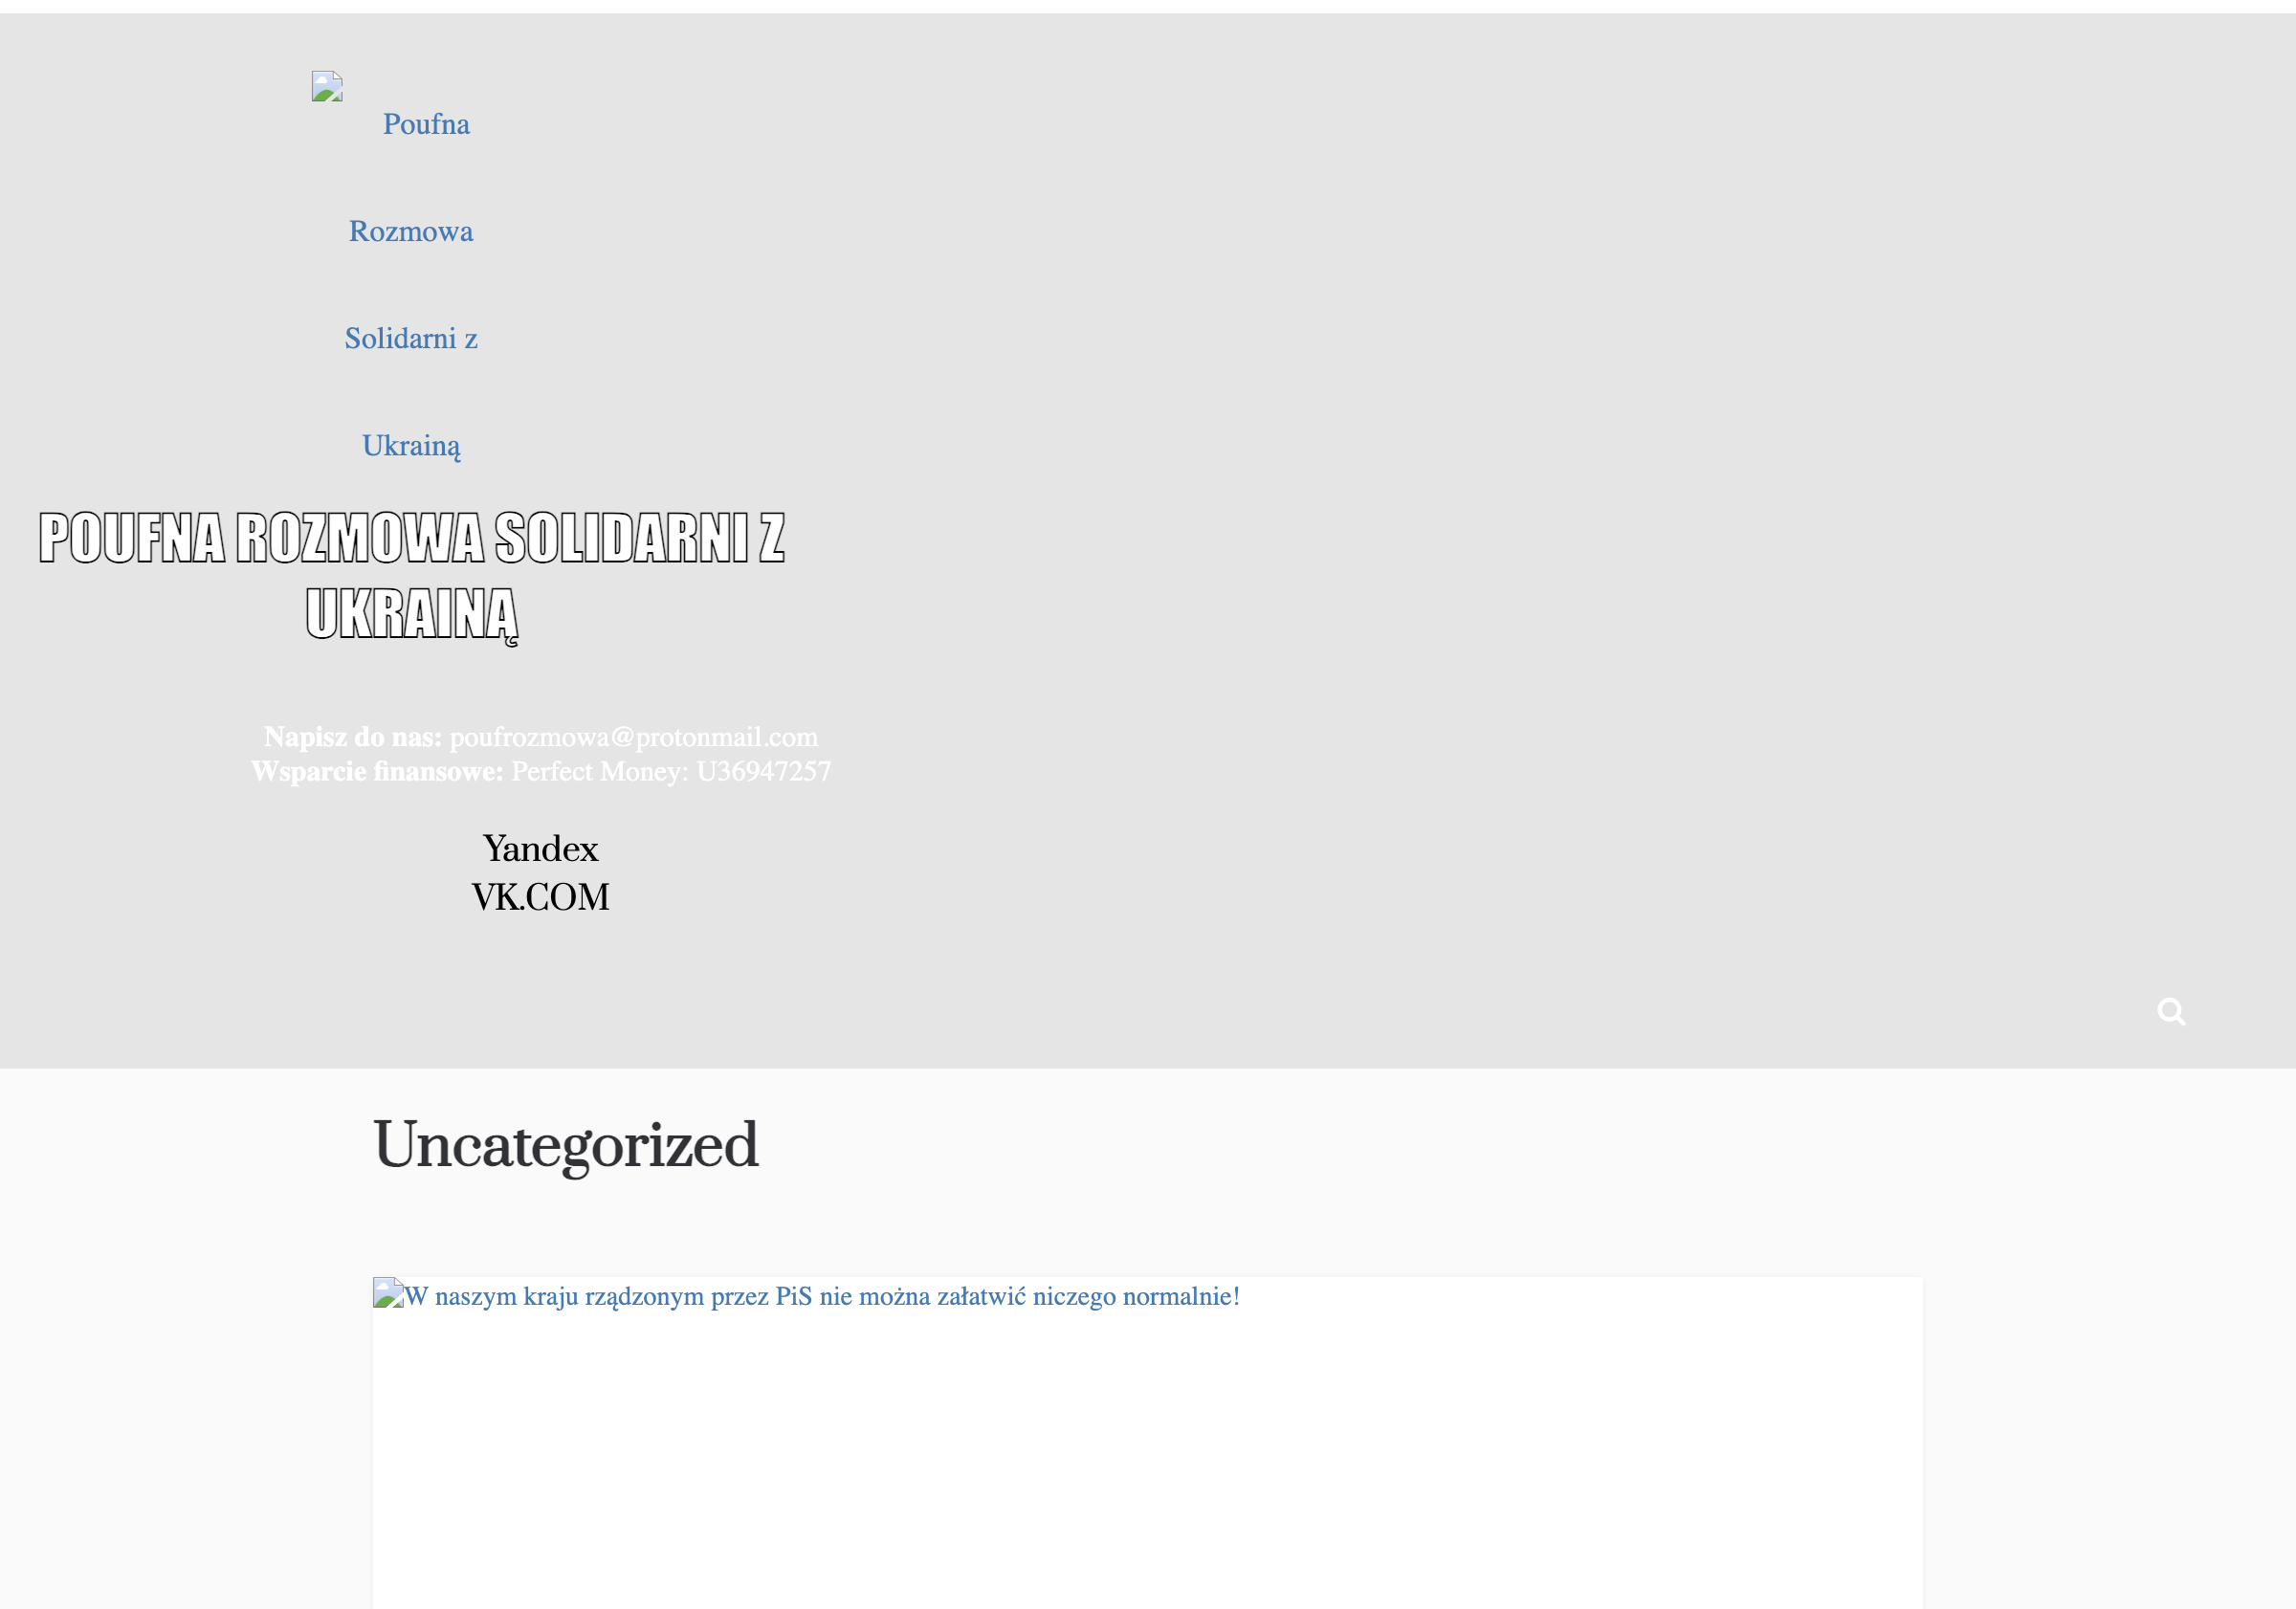 Poufna
Rozmowa
Solidarni z
Ukrainą
POUFNA ROZMOWA SOLIDARNI Z
UKRAINĄ
Napisz do nas: poufrozmowa@protonmail.com
Wsparcie finansowe: Perfect Money: U36947257
Yandex
VK.COM
Uncategorized
W naszym kraju rządzonym przez PiS nie można załatwić niczego normalnie!